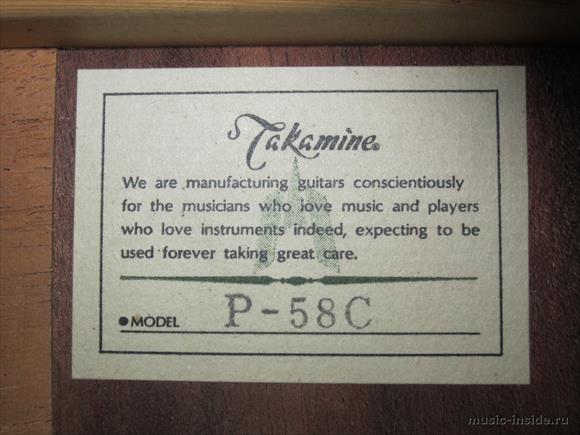 Takamine®
We are manufacturing guitars conscientiously
for the musicians who love music and players
who love instruments indeed, expecting to be
used forever taking great care.
●MODEL P-58C
music-inside.ru